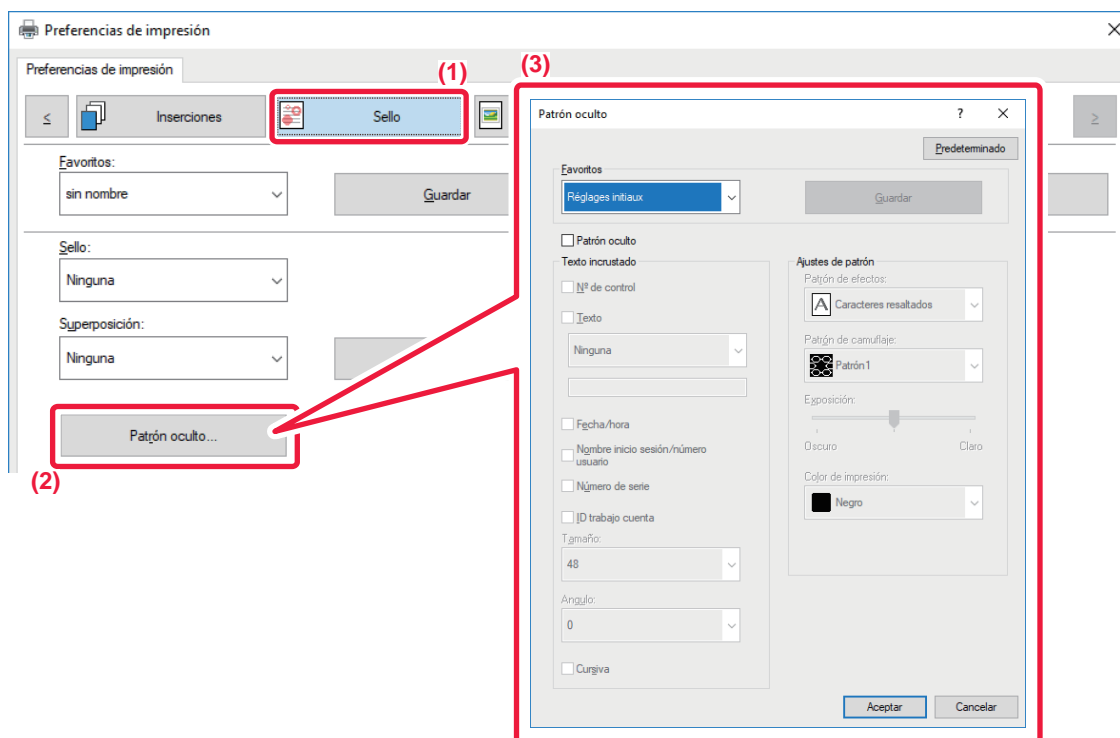 Preferencias de impresión
Preferencias de impresión
(1)
(3)
<
Inserciones
Sello
>
Favoritos:
sin nombre
Guardar
Sello:
Ninguna
Superposición:
Ninguna
Patrón oculto...
(2)
Patrón oculto
?
Predeterminado
Favoritos
Réglages initiaux
Guardar
Patrón oculto
Texto incrustado
Nº de control
Texto
Ninguna
Fecha/hora
Nombre inicio sesión/número
usuario
Número de serie
ID trabajo cuenta
Tamaño:
48
Angulo:
0
Cursiva
Ajustes de patrón
Patrón de efectos:
A Caracteres resaltados
Patrón de camuflaje:
Patrón1
Exposición:
Oscuro Claro
Color de impresión:
Negro
Aceptar Cancelar